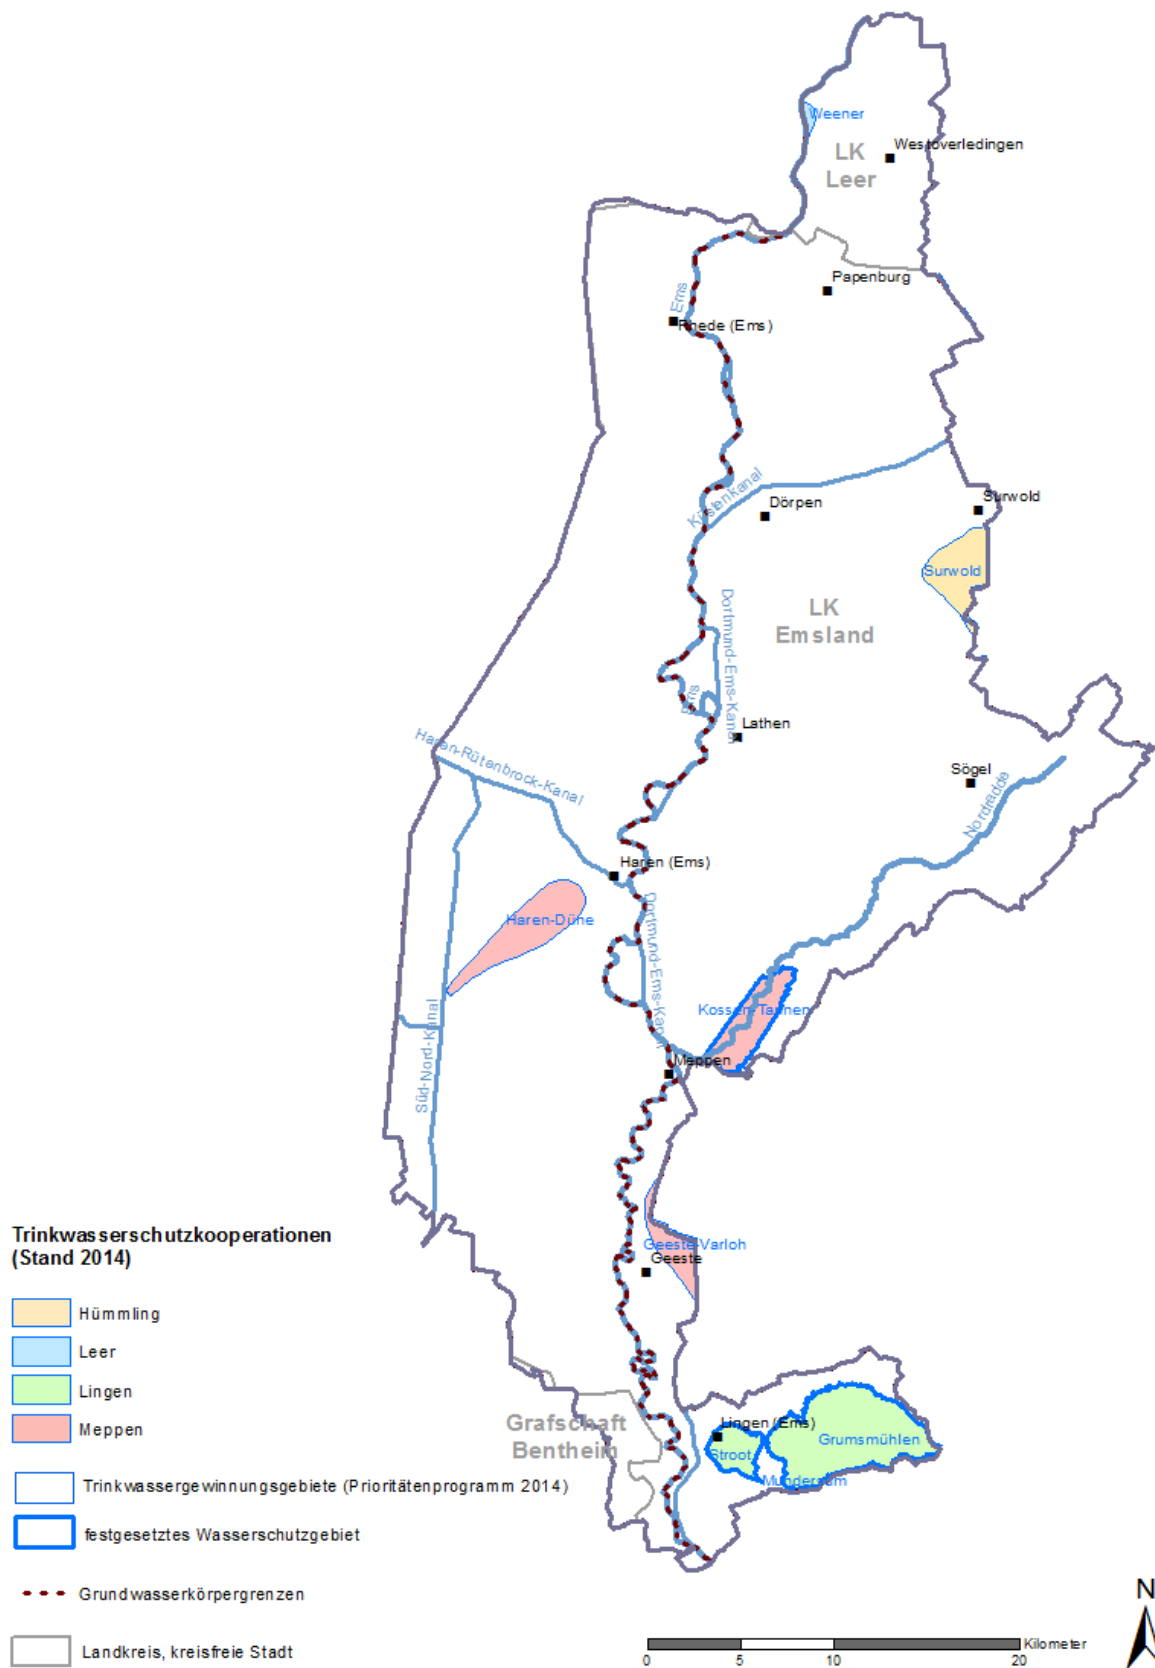 Weener
Westoverledingen
LK
Leer
Papenburg
Ems
Rhede (Ems)
Küstenkanal
Dörpen
Surwold
Surwold
LK
Emsland
Dortmund-Ems-Kanal
Ems
Lathen
Haren-Rütenbrock-Kanal
Sögel
Nordradde
Haren (Ems)
Haren-Düne
Dortmund-Ems-Kanal
Kossen-Tannen
Süd-Nord-Kanal
Meppen
Geeste-Varloh
Geeste
Trinkwasserschutzkooperationen
(Stand 2014)
Hümmling
Leer
Lingen
Meppen
Grafschaft
Bentheim
Lingen (Ems)
Stroot
Grumsmühlen
Mundersum
Trinkwassergewinnungsgebiete (Prioritätenprogramm 2014)
festgesetztes Wasserschutzgebiet
Grundwasserkörpergrenzen
Landkreis, kreisfreie Stadt
N
Kilometer
0 5 10 20